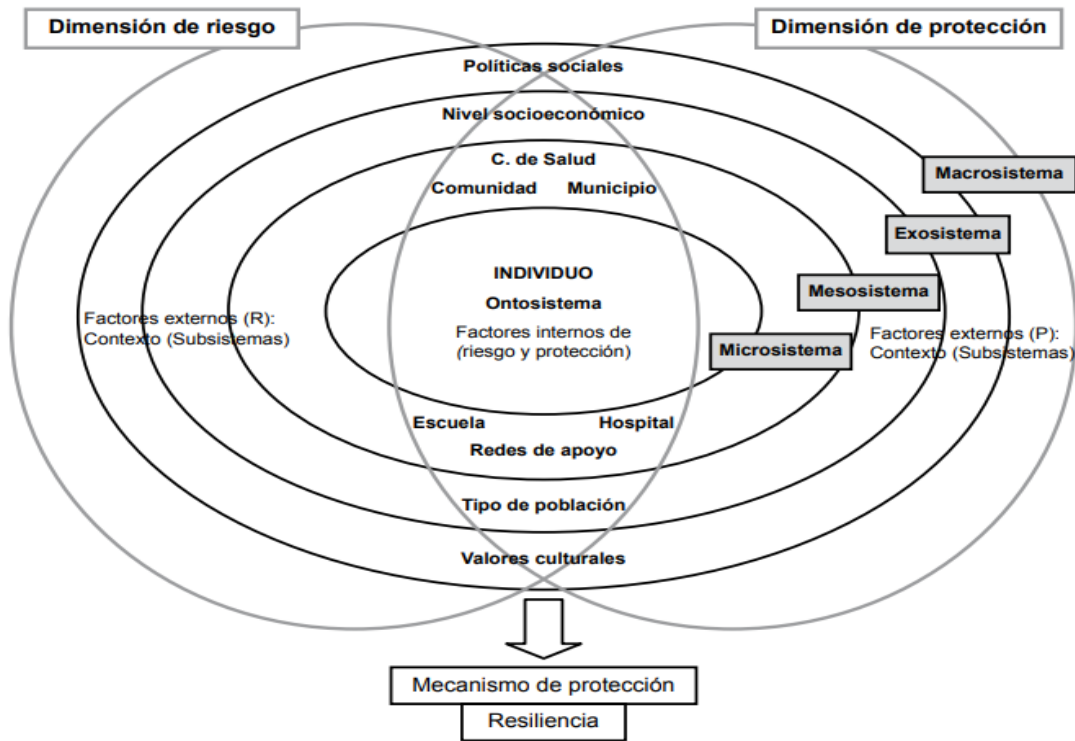 Dimensión de riesgo
Dimensión de protección
Políticas sociales
Nivel socioeconómico
C. de Salud
Comunidad
Municipio
Macrosistema
Exosistema
INDIVIDUO
Ontosistema
Mesosistema
Factores externos (R):
Contexto (Subsistemas)
Factores internos de
(riesgo y protección)
Microsistema
Factores externos (P):
Contexto (Subsistemas)
Escuela
Hospital
Redes de apoyo
Tipo de población
Valores culturales
Mecanismo de protección
Resiliencia